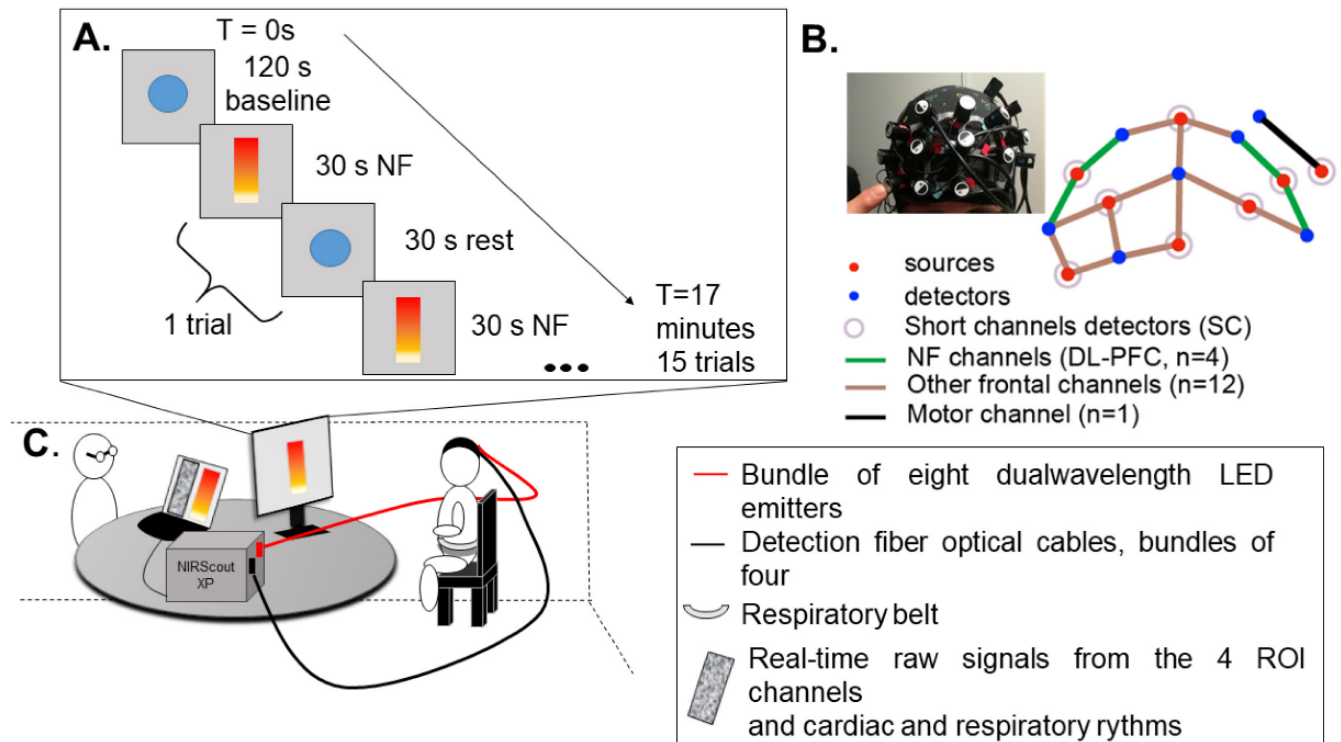 A.
T = 0s
120 s
baseline
30 s NF
30 s rest
1 trial
30 s NF
T=17
minutes
15 trials
B.
sources
detectors
Short channels detectors (SC)
NF channels (DL-PFC, n=4)
Other frontal channels (n=12)
Motor channel (n=1)
C.
NIRScout
XP
Bundle of eight dualwavelength LED
emitters
Detection fiber optical cables, bundles of
four
Respiratory belt
Real-time raw signals from the 4 ROI
channels
and cardiac and respiratory rythms